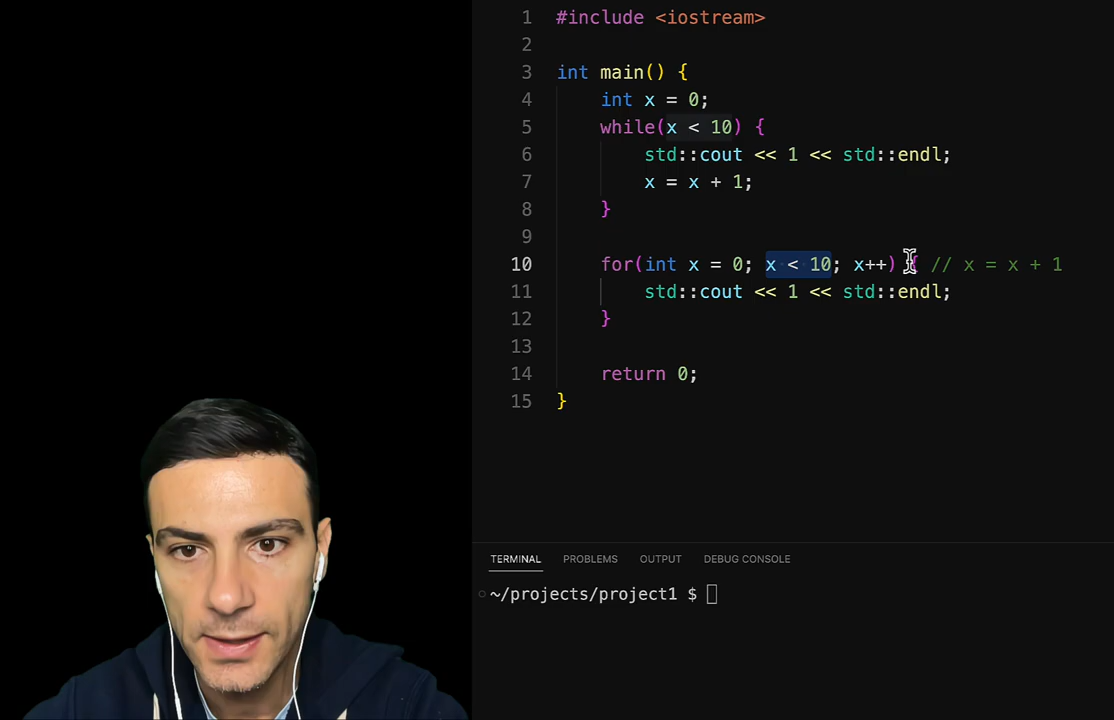 1 #include <iostream>
2
3 int main() {
4 int x = 0;
5 while(x < 10) {
6 std::cout << 1 << std::endl;
7 x = x + 1;
8 }
9
10 for(int x = 0; x < 10; x++) { // x = x + 1
11 std::cout << 1 << std::endl;
12 }
13
14 return 0;
15 }
TERMINAL PROBLEMS OUTPUT DEBUG CONSOLE
~/projects/project1 $